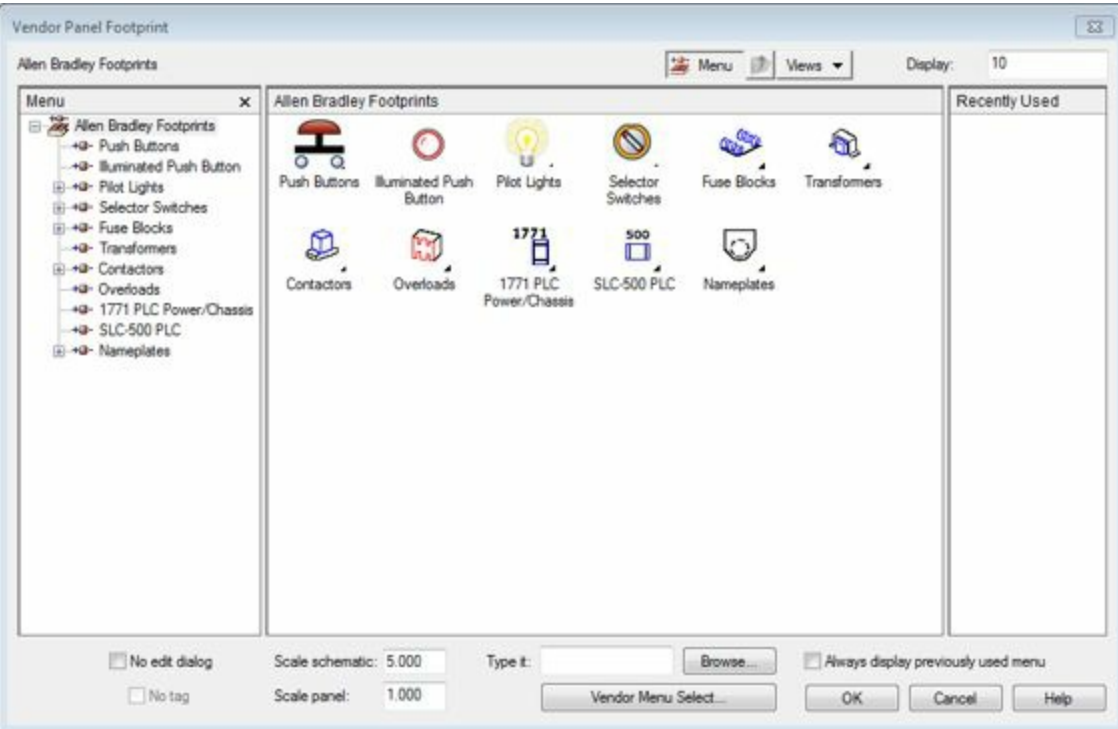 Vendor Panel Footprint
Allen Bradley Footprints
Menu
Views
Display:
10
Menu
x
Allen Bradley Footprints
Push Buttons
Illuminated Push Button
Pilot Lights
Selector Switches
Fuse Blocks
Transformers
Contactors
Overloads
1771 PLC Power/Chassis
SLC-500 PLC
Nameplates
Allen Bradley Footprints
Push Buttons
Illuminated Push
Button
Pilot Lights
Selector
Switches
Fuse Blocks
Transformers
1771
500
Contactors
Overloads
1771 PLC
Power/Chassis
SLC-500 PLC
Nameplates
Recently Used
No edit dialog
Scale schematic: 5.000
Type it:
Browse...
Always display previously used menu
No tag
Scale panel: 1.000
Vendor Menu Select...
OK
Cancel
Help